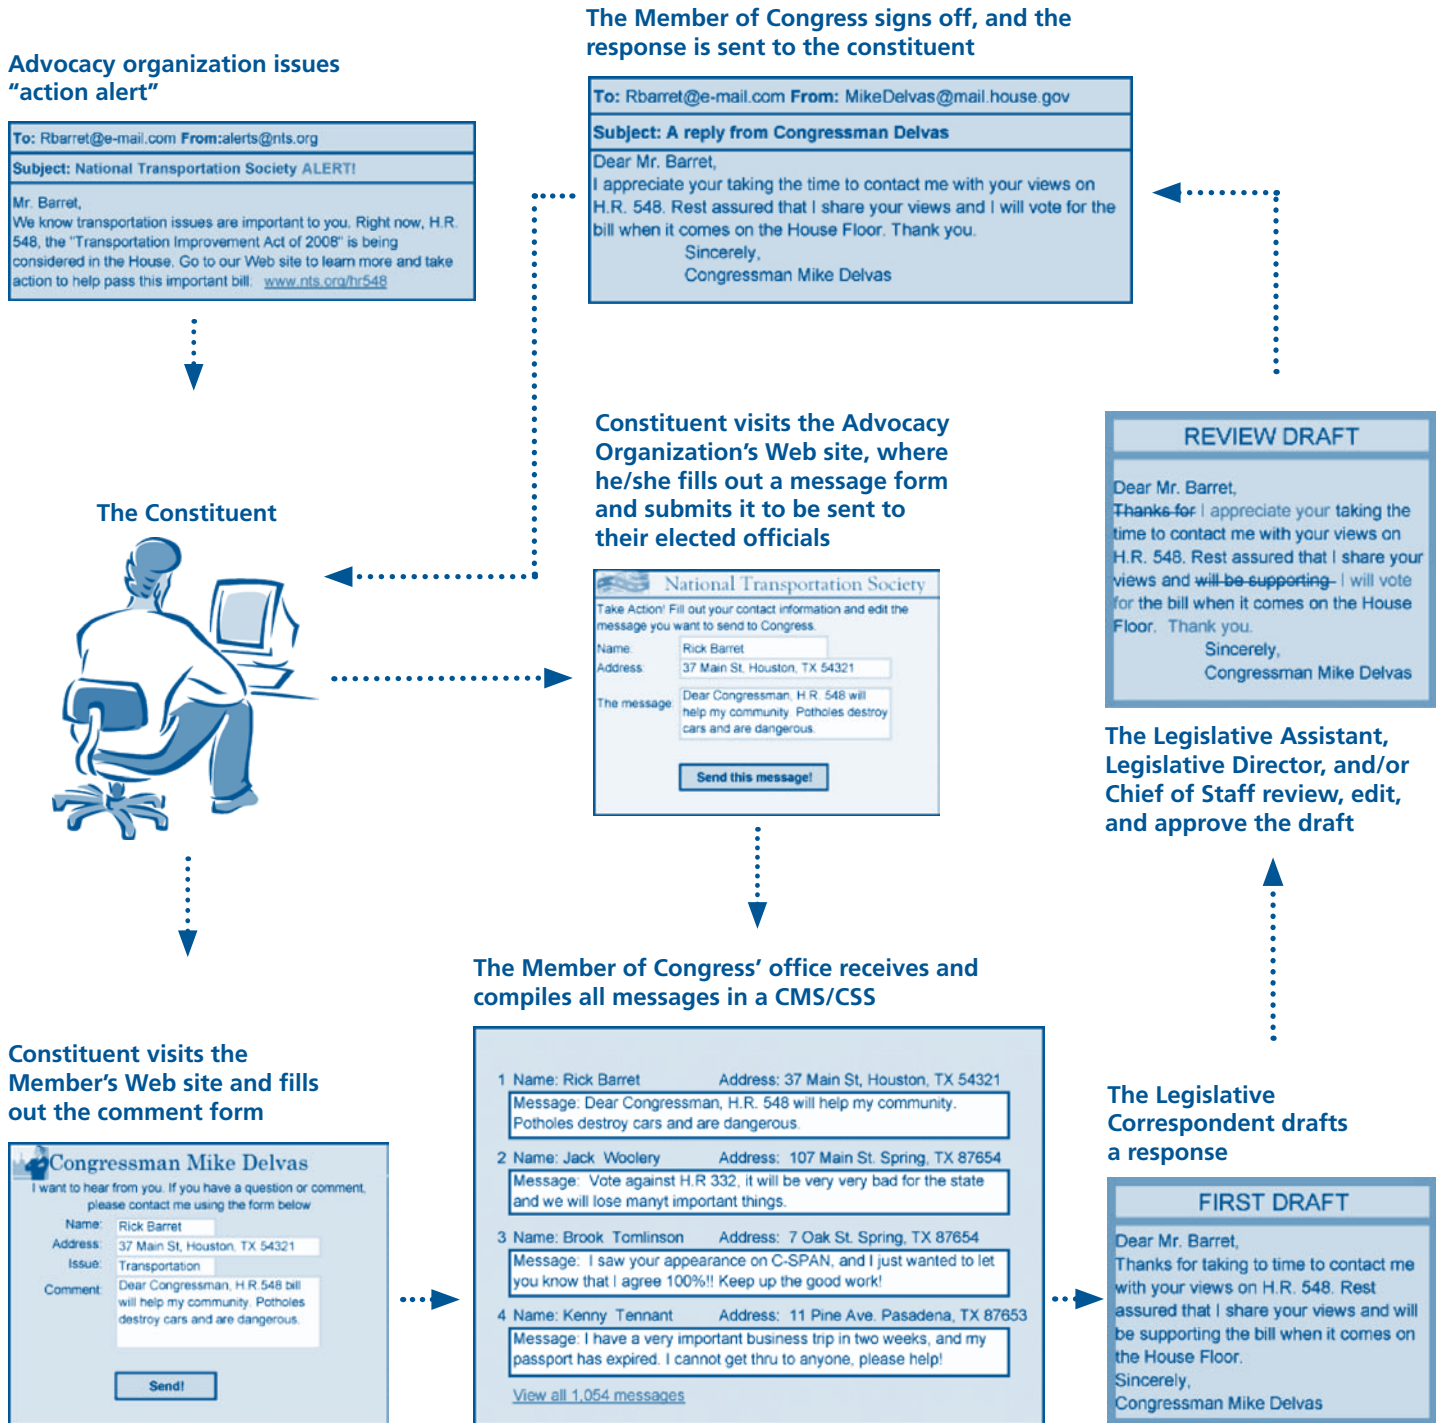 Advocacy organization issues
“action alert”
To: Rbarret@e-mail.com From:alerts@nts.org
Subject: National Transportation Society ALERT!
Mr. Barret,
We know transportation issues are important to you. Right now, H.R.
548, the "Transportation Improvement Act of 2008" is being
considered in the House. Go to our Web site to learn more and take
action to help pass this important bill. www.nts.org/hr548
The Member of Congress signs off, and the
response is sent to the constituent
To: Rbarret@e-mail.com From: MikeDelvas@mail.house.gov
Subject: A reply from Congressman Delvas
Dear Mr. Barret,
I appreciate your taking the time to contact me with your views on
H.R. 548. Rest assured that I share your views and I will vote for the
bill when it comes on the House Floor. Thank you.
Sincerely,
Congressman Mike Delvas
The Constituent
Constituent visits the Advocacy
Organization’s Web site, where
he/she fills out a message form
and submits it to be sent to
their elected officials
National Transportation Society
Take Action! Fill out your contact information and edit the
message you want to send to Congress.
Name: Rick Barret
Address: 37 Main St, Houston, TX 54321
The message: Dear Congressman, H.R. 548 will
help my community. Potholes destroy
cars and are dangerous.
Send this message!
REVIEW DRAFT
Dear Mr. Barret,
Thanks for I appreciate your taking the
time to contact me with your views on
H.R. 548. Rest assured that I share your
views and will be supporting I will vote
for the bill when it comes on the House
Floor. Thank you.
Sincerely,
Congressman Mike Delvas
The Legislative Assistant,
Legislative Director, and/or
Chief of Staff review, edit,
and approve the draft
Constituent visits the
Member’s Web site and fills
out the comment form
Congressman Mike Delvas
I want to hear from you. If you have a question or comment,
please contact me using the form below
Name: Rick Barret
Address: 37 Main St, Houston, TX 54321
Issue: Transportation
Comment: Dear Congressman, H.R.548 bill
will help my community. Potholes
destroy cars and are dangerous.
Send!
The Member of Congress’ office receives and
compiles all messages in a CMS/CSS
1 Name: Rick Barret Address: 37 Main St, Houston, TX 54321
Message: Dear Congressman, H.R. 548 will help my community.
Potholes destroy cars and are dangerous.
2 Name: Jack Woolery Address: 107 Main St. Spring, TX 87654
Message: Vote against H.R 332, it will be very very bad for the state
and we will lose manyt important things.
3 Name: Brook Tomlinson Address: 7 Oak St. Spring, TX 87654
Message: I saw your appearance on C-SPAN, and I just wanted to let
you know that I agree 100%!! Keep up the good work!
4 Name: Kenny Tennant Address: 11 Pine Ave. Pasadena, TX 87653
Message: I have a very important business trip in two weeks, and my
passport has expired. I cannot get thru to anyone, please help!
View all 1,054 messages
The Legislative
Correspondent drafts
a response
FIRST DRAFT
Dear Mr. Barret,
Thanks for taking to time to contact me
with your views on H.R. 548. Rest
assured that I share your views and will
be supporting the bill when it comes on
the House Floor.
Sincerely,
Congressman Mike Delvas